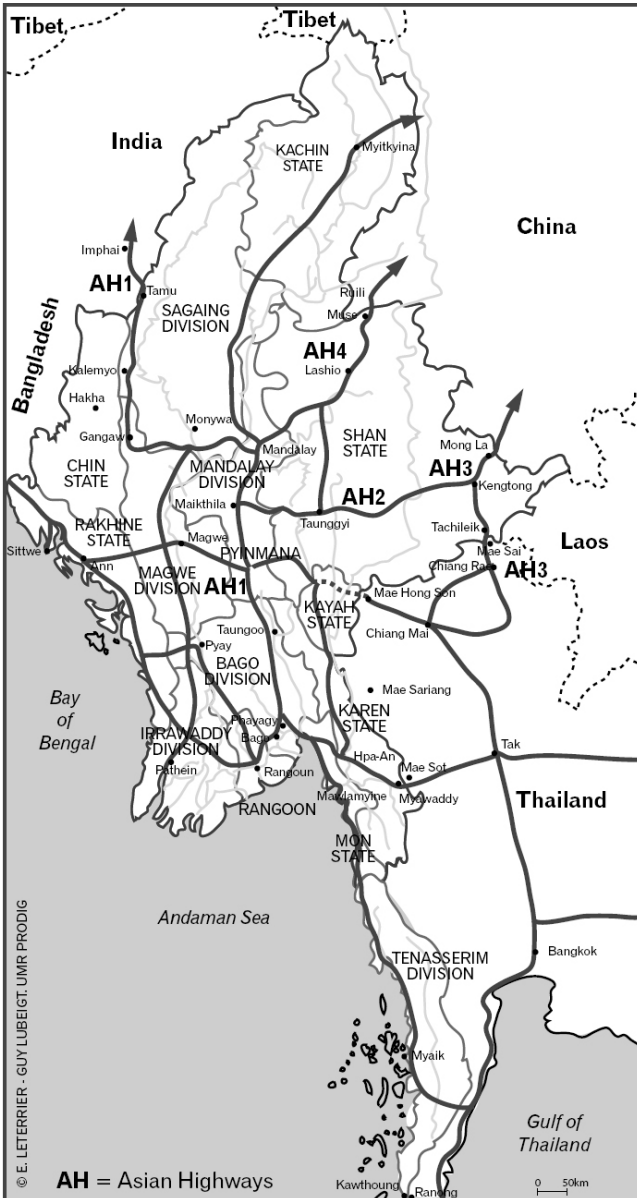 Tibet
Tibet
India
KACHIN
STATE
Myitkyina
China
Imphai
AH1
Tamu
Ruili
Muse
SAGAING
DIVISION
Bangladesh
AH4
Kalemyo
Lashio
Hakha
Monywa
Gangaw
Mandalay
SHAN
STATE
Mong La
CHIN
STATE
MANDALAY
DIVISION
AH3
Kengtong
Maikthila
AH2
Taunggyi
RAKHINE
STATE
Tachileik
Sittwe
Magwe
Mae Sai
Laos
Ann
PYINMANA
Chiang Rae
AH3
MAGWE
DIVISION
AH1
KAYAH
STATE
Mae Hong Son
Taungoo
Chiang Mai
Pyay
BAGO
DIVISION
Mae Sariang
Bay
of
Bengal
KAREN
STATE
Phayagy
Bago
IRRAWADDY
DIVISION
Hpa-An
Tak
Pathein
Rangoun
Mae Sot
Myawaddy
Mawlamyine
RANGOON
Thailand
MON
STATE
Andaman Sea
TENASSERIM
DIVISION
Bangkok
Myaik
Gulf of
Thailand
© E. LETERRIER - GUY LUBEIGT. UMR PRODIG
AH = Asian Highways
Kawthoung
Ranong
0 50km